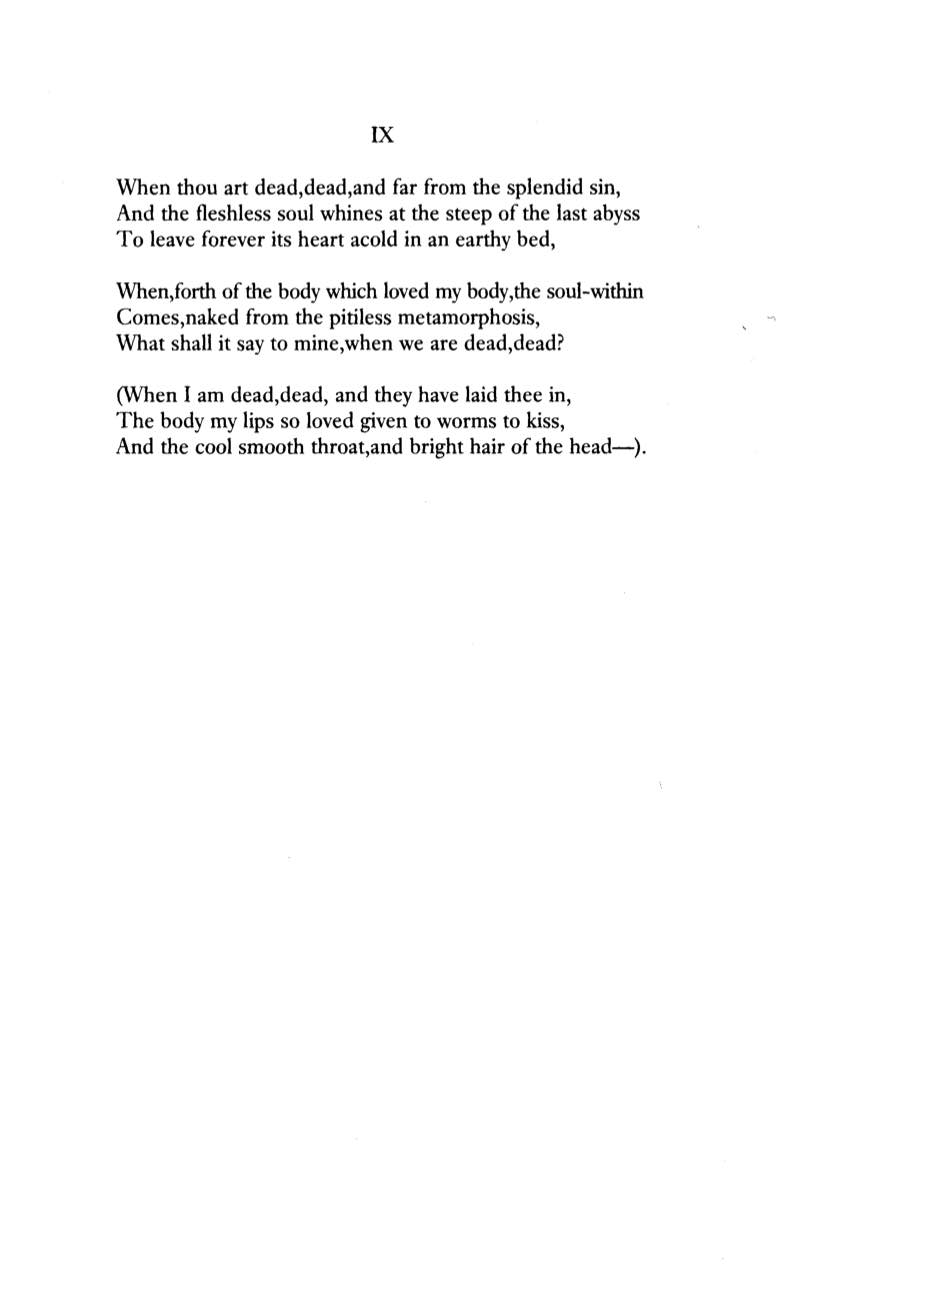 IX
When thou art dead,dead,and far from the splendid sin,
And the fleshless soul whines at the steep of the last abyss
To leave forever its heart acold in an earthy bed,
When,forth of the body which loved my body,the soul-within
Comes,naked from the pitiless metamorphosis,
What shall it say to mine,when we are dead,dead?
(When I am dead,dead, and they have laid thee in,
The body my lips so loved given to worms to kiss,
And the cool smooth throat,and bright hair of the head—).